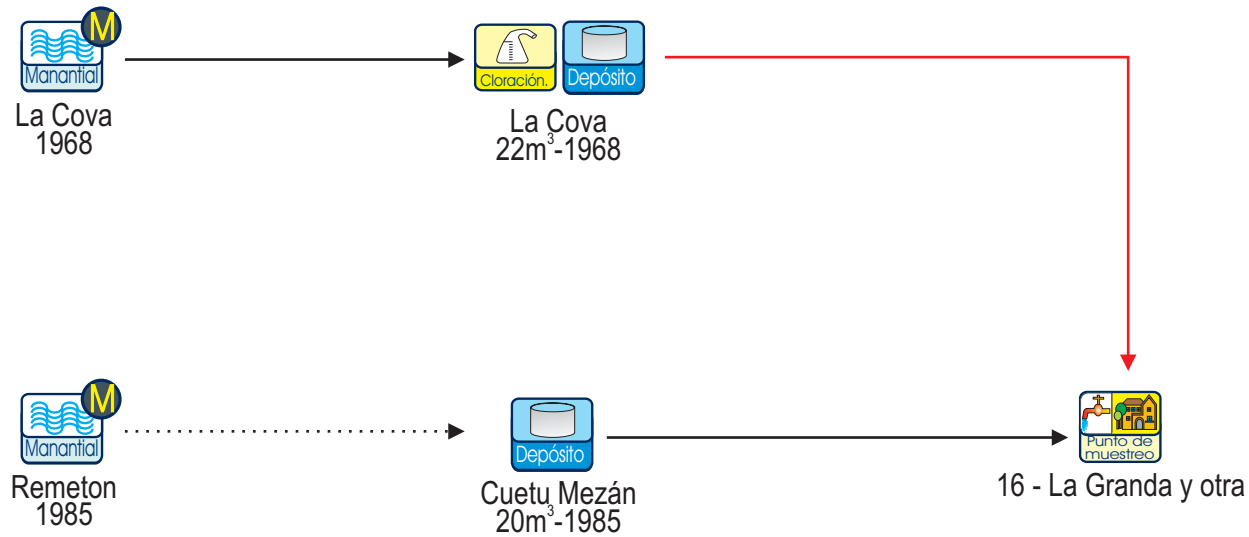 M
Manantial
La Cova
1968
Cloración.
Depósito
La Cova
22m³-1968
M
Manantial
Remeton
1985
Depósito
Cuetu Mezán
20m³-1985
Punto de
muestreo
16 - La Granda y otra